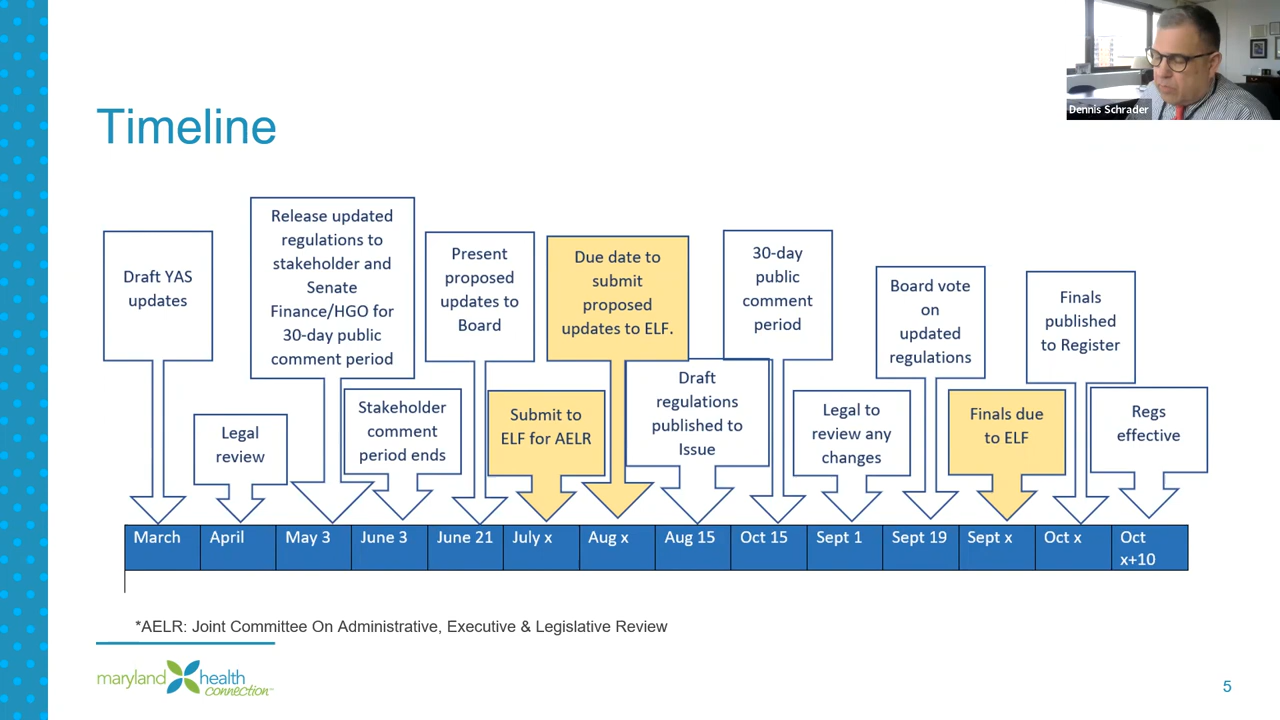 Dennis Schrader
Timeline
Draft YAS
updates
Legal
review
Release updated
regulations to
stakeholder and
Senate
Finance/HGO for
30-day public
comment period
Stakeholder
comment
period ends
Present
proposed
updates to
Board
Submit to
ELF for AELR
Due date to
submit
proposed
updates to ELF.
Draft
regulations
published to
Issue
30-day
public
comment
period
Legal to
review any
changes
Board vote
on
updated
regulations
Finals due
to ELF
Finals
published
to Register
Regs
effective
March
April
May 3
June 3
June 21
July x
Aug x
Aug 15
Oct 15
Sept 1
Sept 19
Sept x
Oct x
Oct
x+10
*AELR: Joint Committee On Administrative, Executive & Legislative Review
maryland health
connection™
5